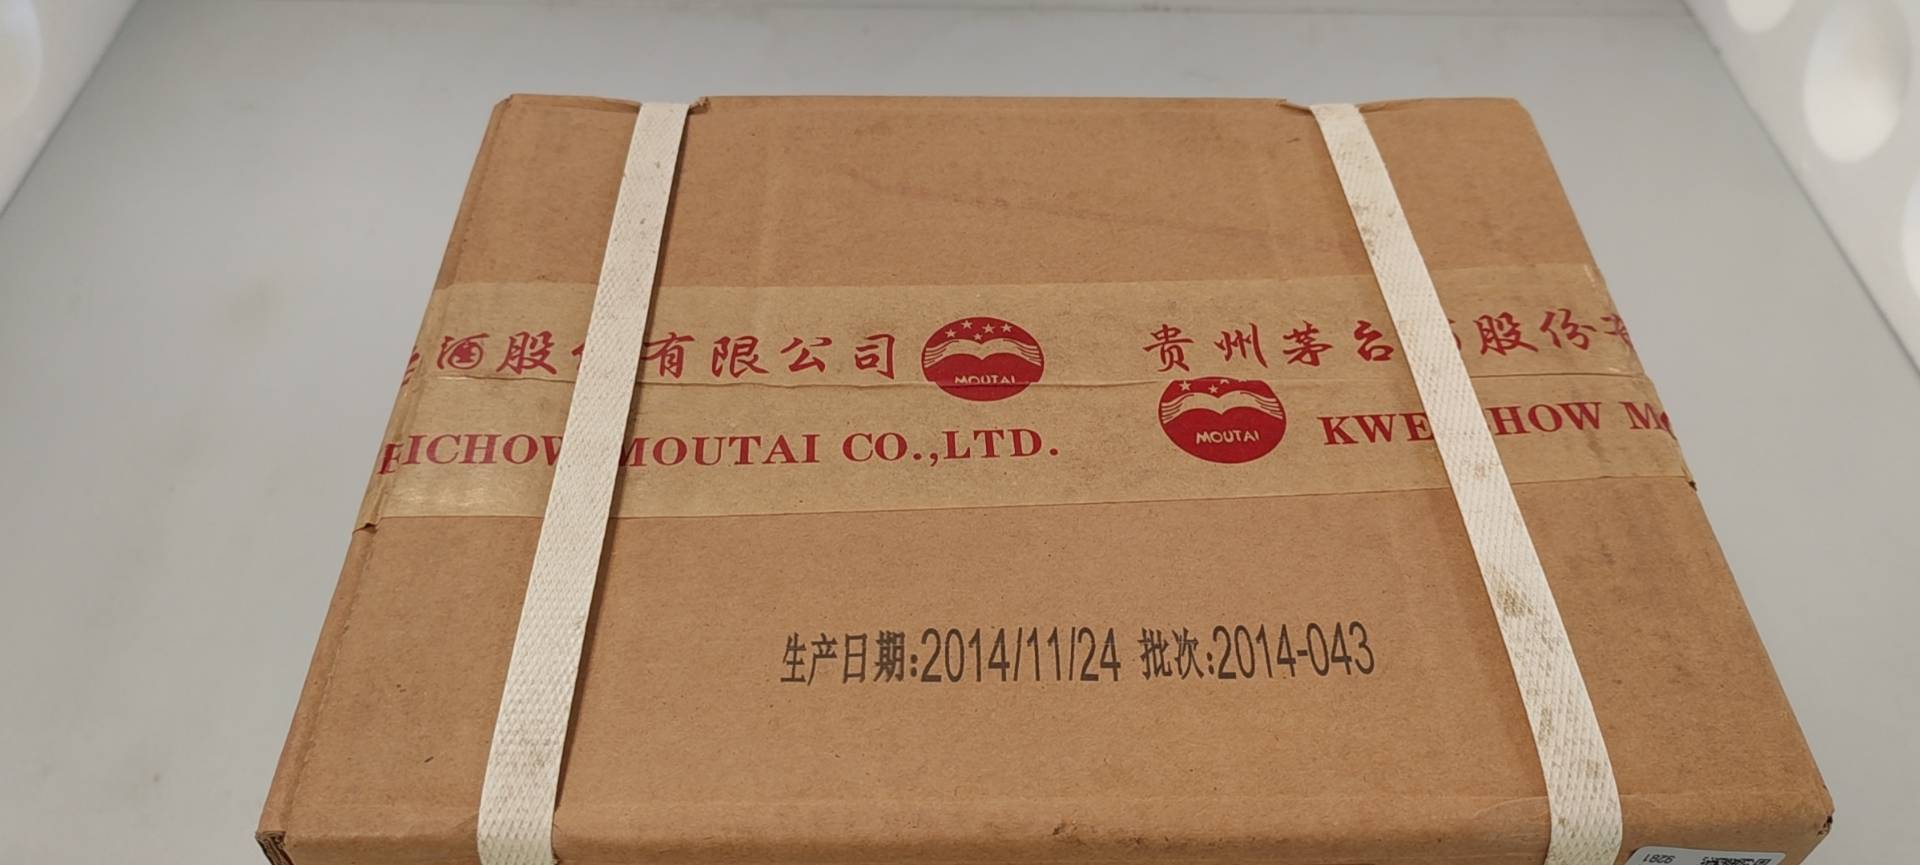 酒股 有限公司 MOUTAI 贵州茅台 股份
ICHOW MOUTAI CO.,LTD. MOUTAI KWE HOW M
生产日期:2014/11/24 批次:2014-043
1826